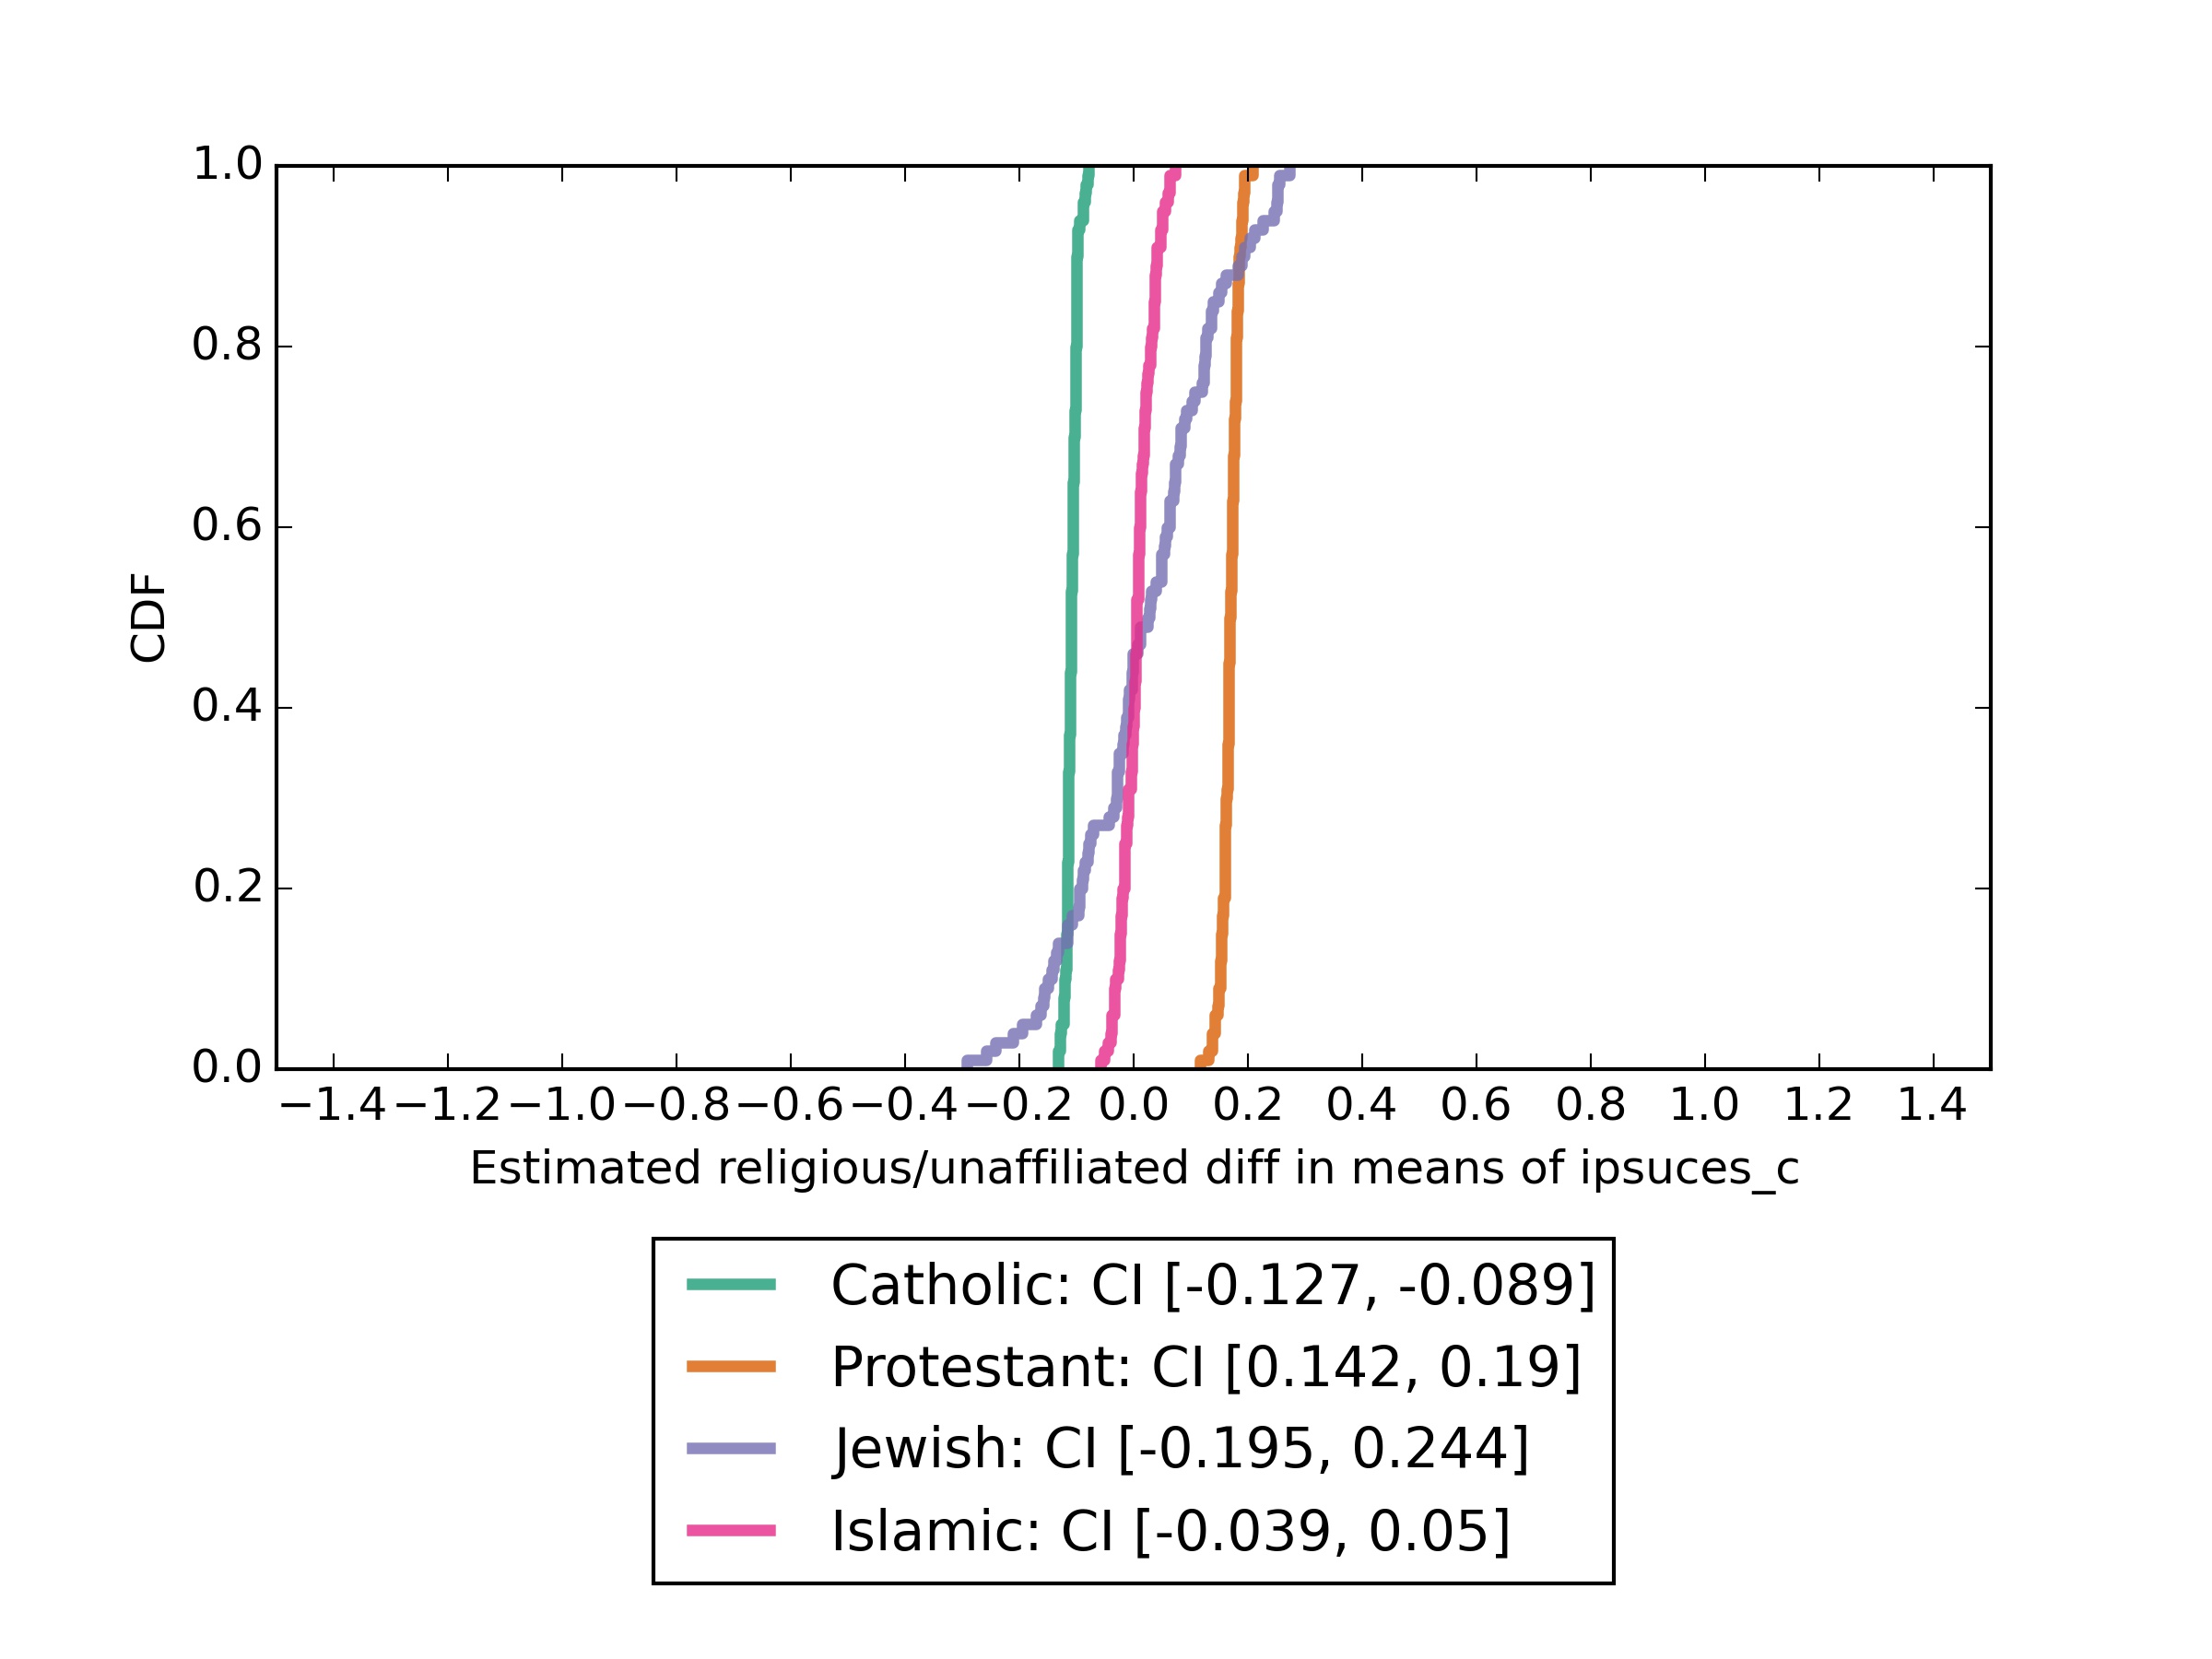 1.0
0.8
0.6
0.4
0.2
0.0
CDF
−1.4 −1.2 −1.0 −0.8 −0.6 −0.4 −0.2 0.0 0.2 0.4 0.6 0.8 1.0 1.2 1.4
Estimated religious/unaffiliated diff in means of ipsuces_c
Catholic: CI [-0.127, -0.089]
Protestant: CI [0.142, 0.19]
Jewish: CI [-0.195, 0.244]
Islamic: CI [-0.039, 0.05]